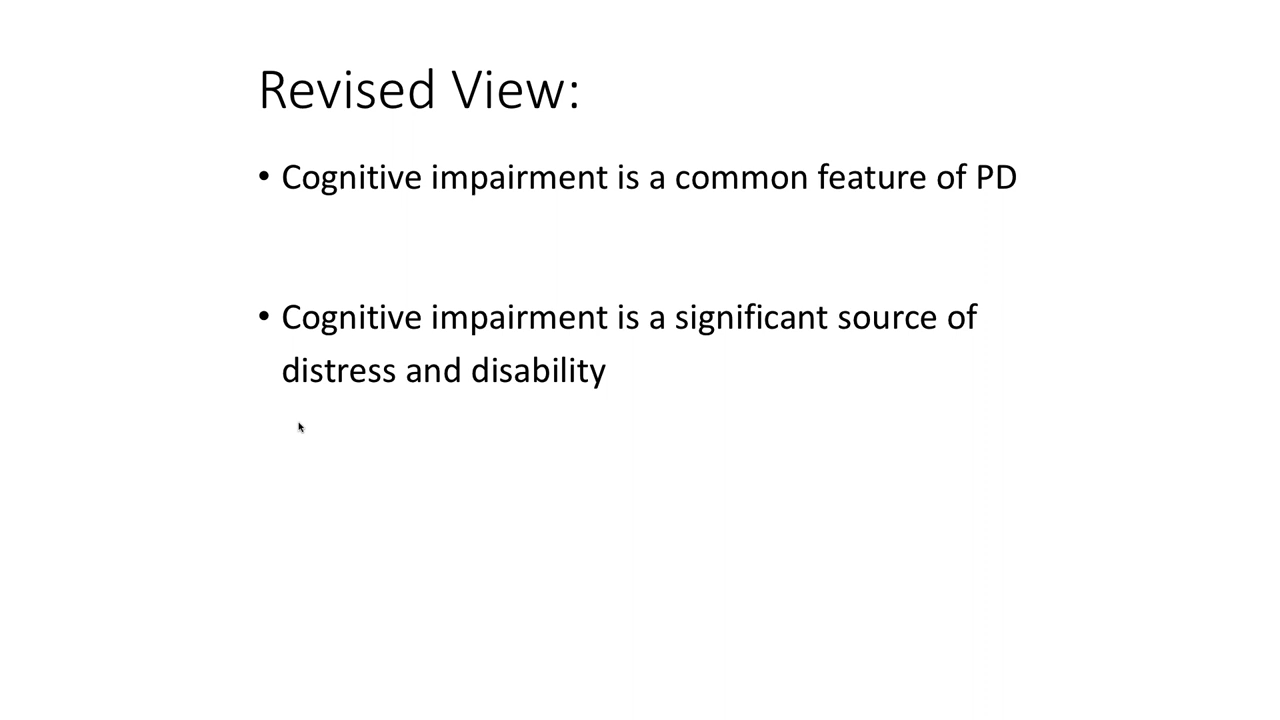 Revised View:
• Cognitive impairment is a common feature of PD
• Cognitive impairment is a significant source of
distress and disability